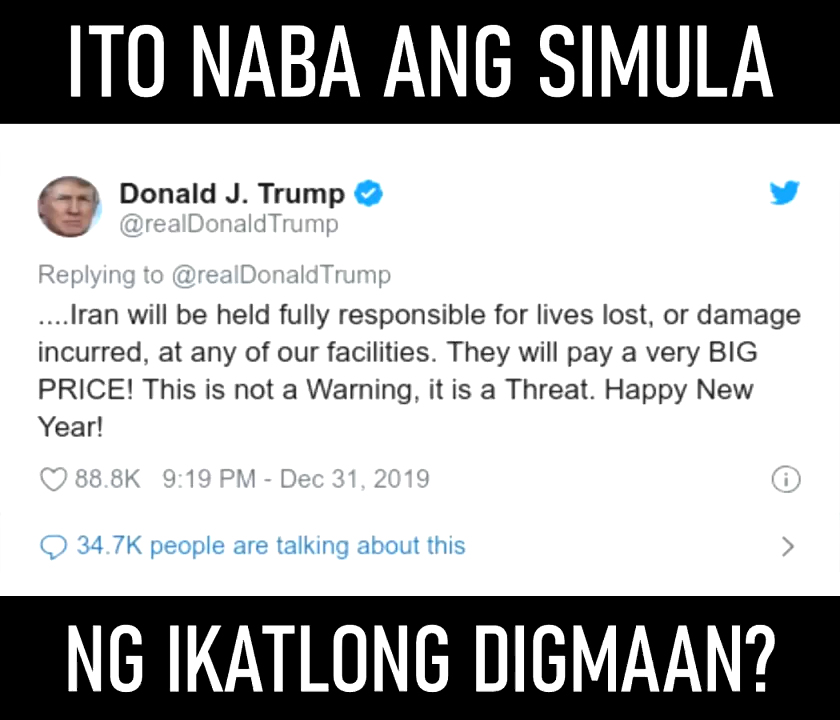 ITO NABA ANG SIMULA
Donald J. Trump
@realDonaldTrump
Replying to @realDonaldTrump
....Iran will be held fully responsible for lives lost, or damage
incurred, at any of our facilities. They will pay a very BIG
PRICE! This is not a Warning, it is a Threat. Happy New
Year!
88.8K 9:19 PM - Dec 31, 2019
34.7K people are talking about this
NG IKATLONG DIGMAAN?